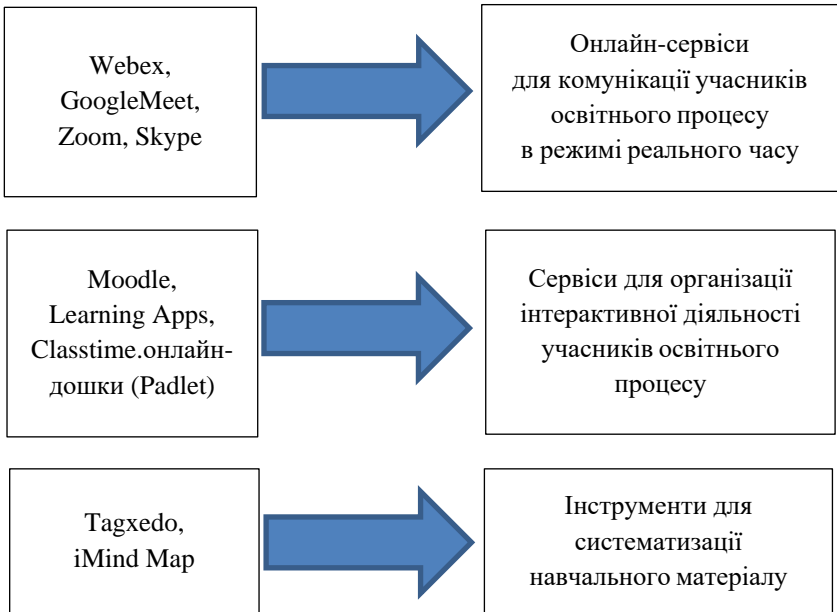 Webex,
GoogleMeet,
Zoom, Skype
Онлайн-сервіси
для комунікації учасників
освітнього процесу
в режимі реального часу
Moodle,
Learning Apps,
Classtime.онлайн-
дошки (Padlet)
Сервіси для організації
інтерактивної діяльності
учасників освітнього
процесу
Tagxedo,
iMind Map
Інструменти для
систематизації
навчального матеріалу